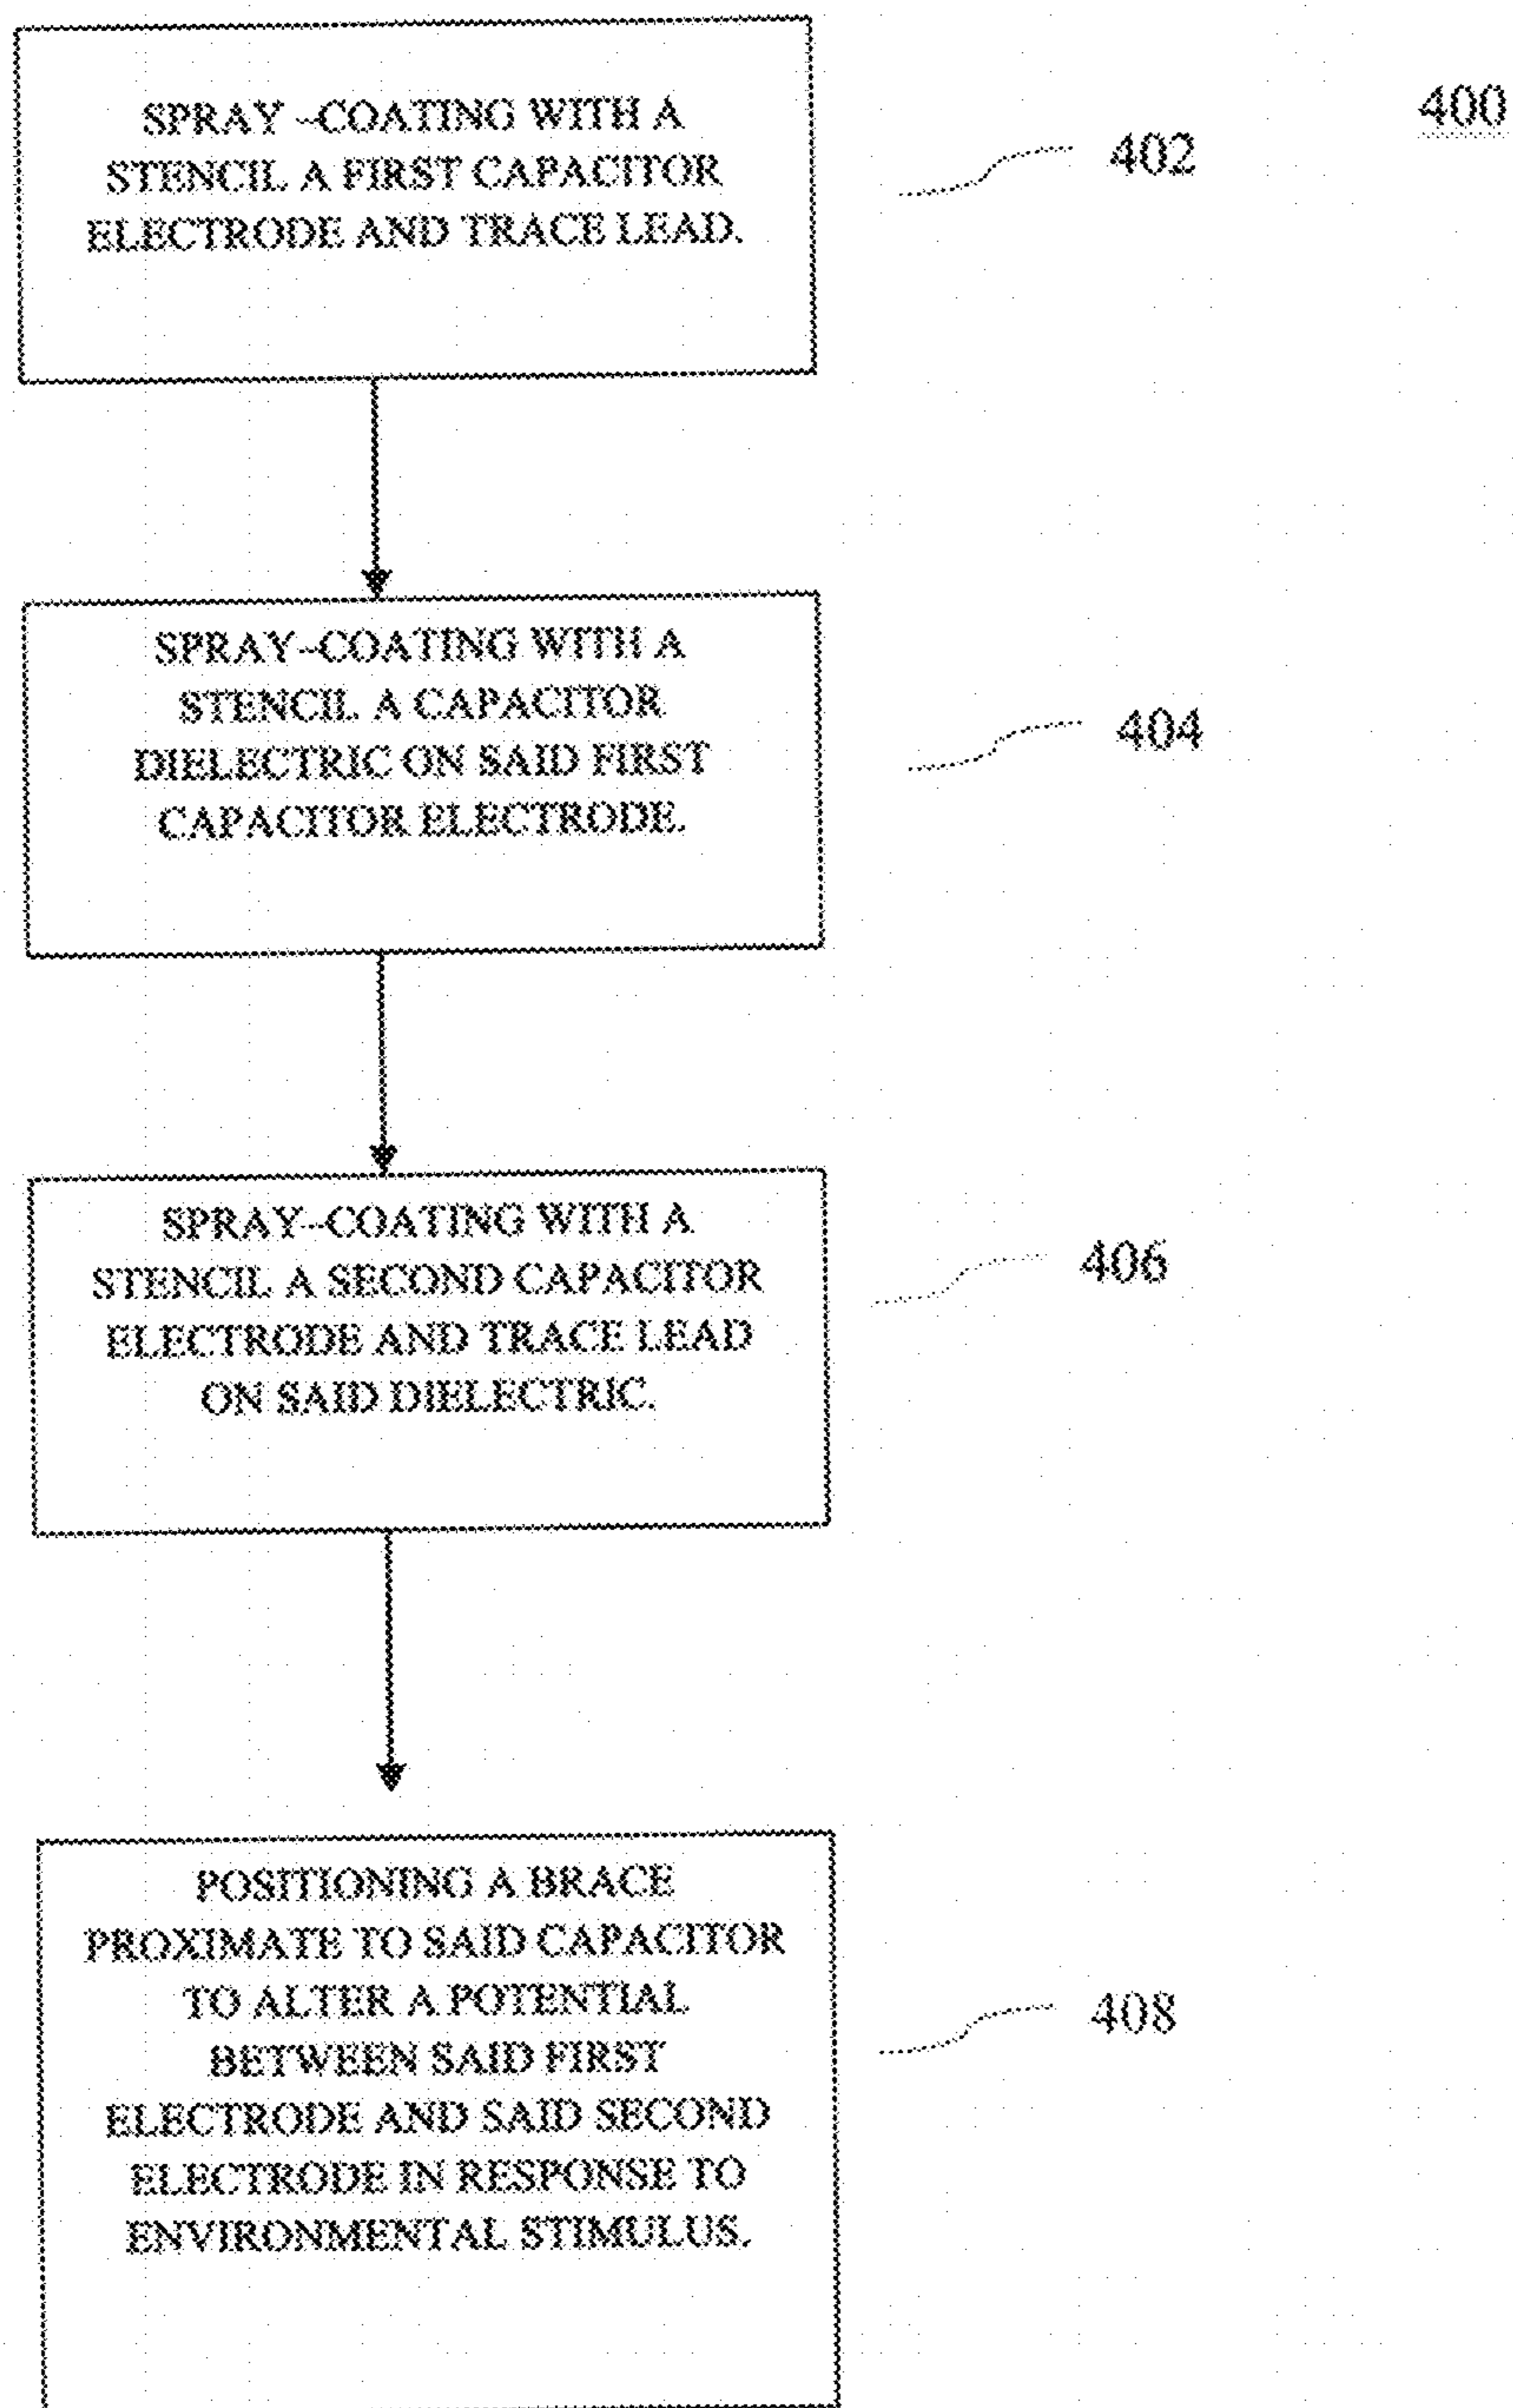 400
SPRAY-COATING WITH A
STENCIL A FIRST CAPACITOR
ELECTRODE AND TRACE LEAD.
402
SPRAY-COATING WITH A
STENCIL A CAPACITOR
DIELECTRIC ON SAID FIRST
CAPACITOR ELECTRODE.
404
SPRAY-COATING WITH A
STENCIL A SECOND CAPACITOR
ELECTRODE AND TRACE LEAD
ON SAID DIELECTRIC.
406
POSITIONING A BRACE
PROXIMATE TO SAID CAPACITOR
TO ALTER A POTENTIAL
BETWEEN SAID FIRST
ELECTRODE AND SAID SECOND
ELECTRODE IN RESPONSE TO
ENVIRONMENTAL STIMULUS.
408